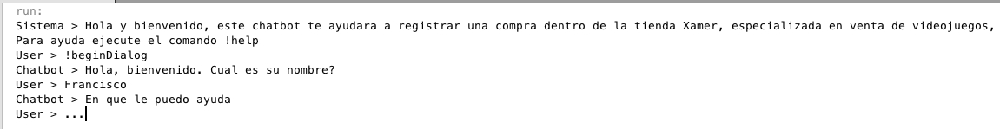 run:
Sistema > Hola y bienvenido, este chatbot te ayudara a registrar una compra dentro de la tienda Xamer, especializada en venta de videojuegos,
Para ayuda ejecute el comando !help
User > !beginDialog
Chatbot > Hola, bienvenido. Cual es su nombre?
User > Francisco
Chatbot > En que le puedo ayuda
User > ...